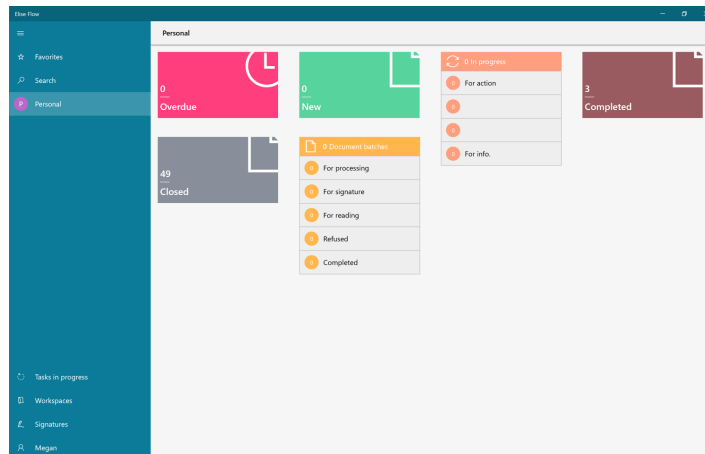 Elise Flow
Personal
Favorites
Search
P Personal
Tasks in progress
Workspaces
Signatures
Megan
0
Overdue
0
New
0 In progress
0 For action
0
0
0 For info.
3
Completed
49
Closed
0 Document batches
0 For processing
0 For signature
0 For reading
0 Refused
0 Completed